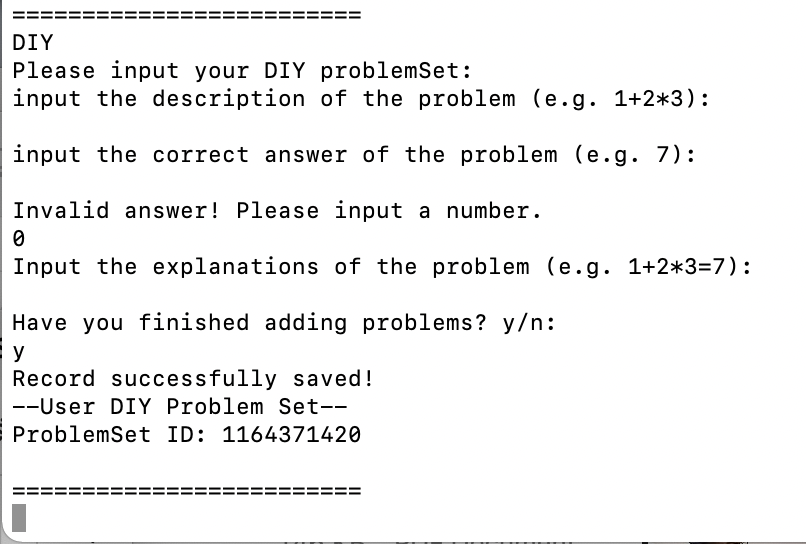 =========================
DIY
Please input your DIY problemSet:
input the description of the problem (e.g. 1+2*3):
input the correct answer of the problem (e.g. 7):
Invalid answer! Please input a number.
0
Input the explanations of the problem (e.g. 1+2*3=7):
Have you finished adding problems? y/n:
y
Record successfully saved!
--User DIY Problem Set--
ProblemSet ID: 1164371420
=========================